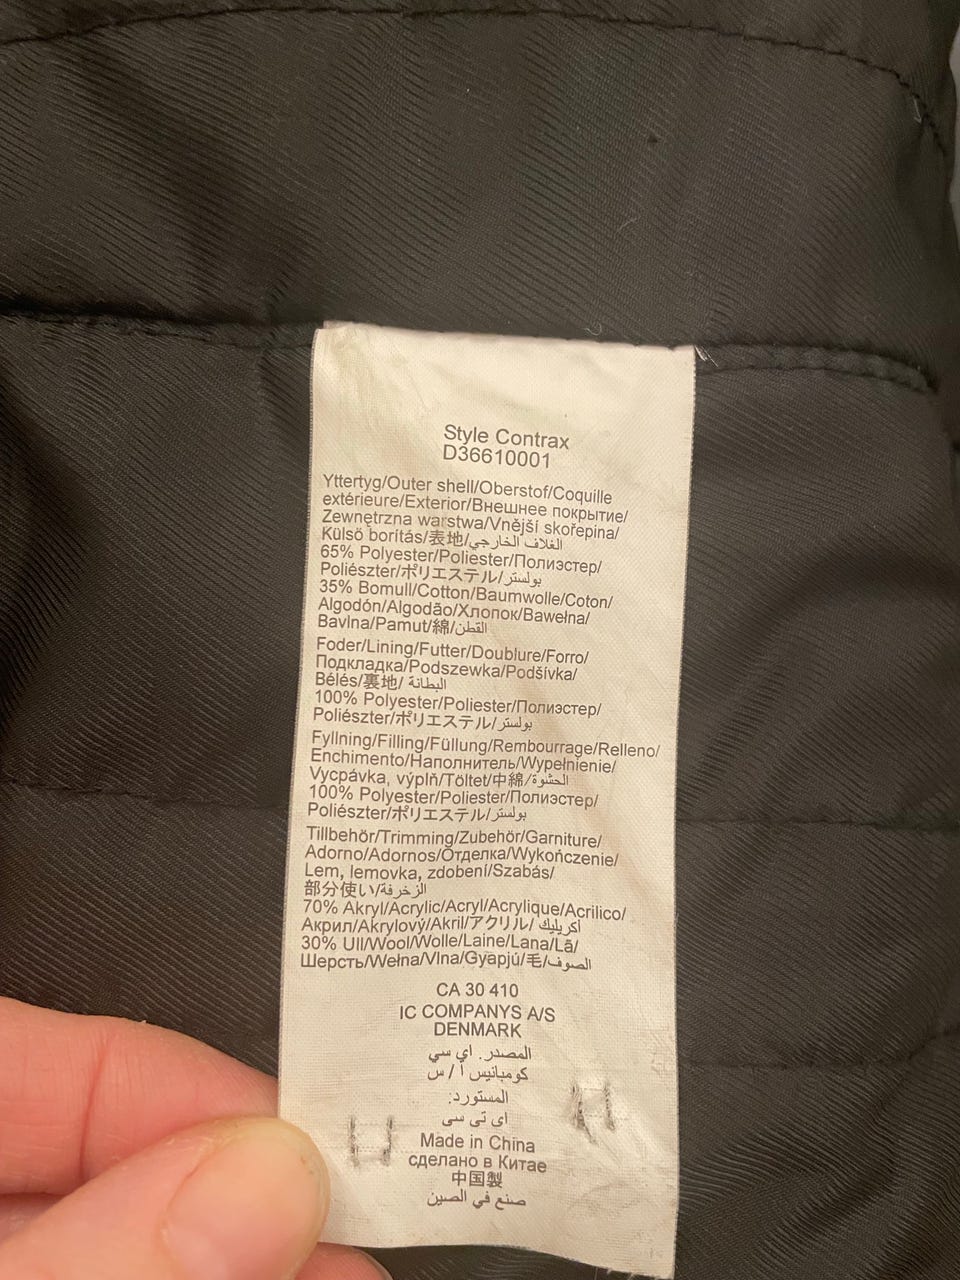 Style Contrax
D36610001
Yttertyg/Outer shell/Oberstof/Coquille
extérieure/Exterior/Внешнее покрытие/
Zewnętrzna warstwa/Vnější skořepina/
Külsö borítás/表地/الغلاف الخارجي
65% Polyester/Poliester/Полиэстер/
Poliészter/ポリエステル/بولستر
35% Bomull/Cotton/Baumwolle/Coton/
Algodón/Algodão/Хлопок/Bawełna/
Bavlna/Pamut/綿/القطن
Foder/Lining/Futter/Doublure/Forro/
Подкладка/Podszewka/Podšívka/
Bélés/裏地/البطانة
100% Polyester/Poliester/Полиэстер/
Poliészter/ポリエステル/بولستر
Fyllning/Filling/Füllung/Rembourrage/Relleno/
Enchimento/Наполнитель/Wypełnienie/
Vycpávka, výplň/Töltet/中綿/الحشوة
100% Polyester/Poliester/Полиэстер/
Poliészter/ポリエステル/بولستر
Tillbehör/Trimming/Zubehör/Garniture/
Adorno/Adornos/Отделка/Wykończenie/
Lem, lemovka, zdobení/Szabás/
部分使い/الزخرفة
70% Akryl/Acrylic/Acryl/Acrylique/Acrilico/
Акрил/Akrylový/Akril/アクリル/ اكريليك
30% Ull/Wool/Wolle/Laine/Lana/Lã/
Шерсть/Wełna/Vlna/Gyapjú/毛/الصوف
CA 30 410
IC COMPANYS A/S
DENMARK
المصدر. اي سي
كومبانيس أ / س
المستورد:
اي تي سي
Made in China
сделано в Китае
中国製
صنع في الصين